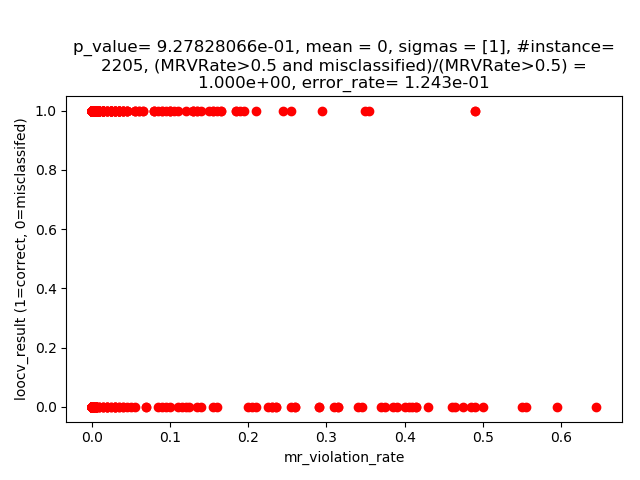 p_value= 9.27828066e-01, mean = 0, sigmas = [1], #instance=
2205, (MRVRate>0.5 and misclassified)/(MRVRate>0.5) =
1.000e+00, error_rate= 1.243e-01
1.0
0.8
0.6
0.4
0.2
0.0
loocv_result (1=correct, 0=misclassifed)
0.0 0.1 0.2 0.3 0.4 0.5 0.6
mr_violation_rate